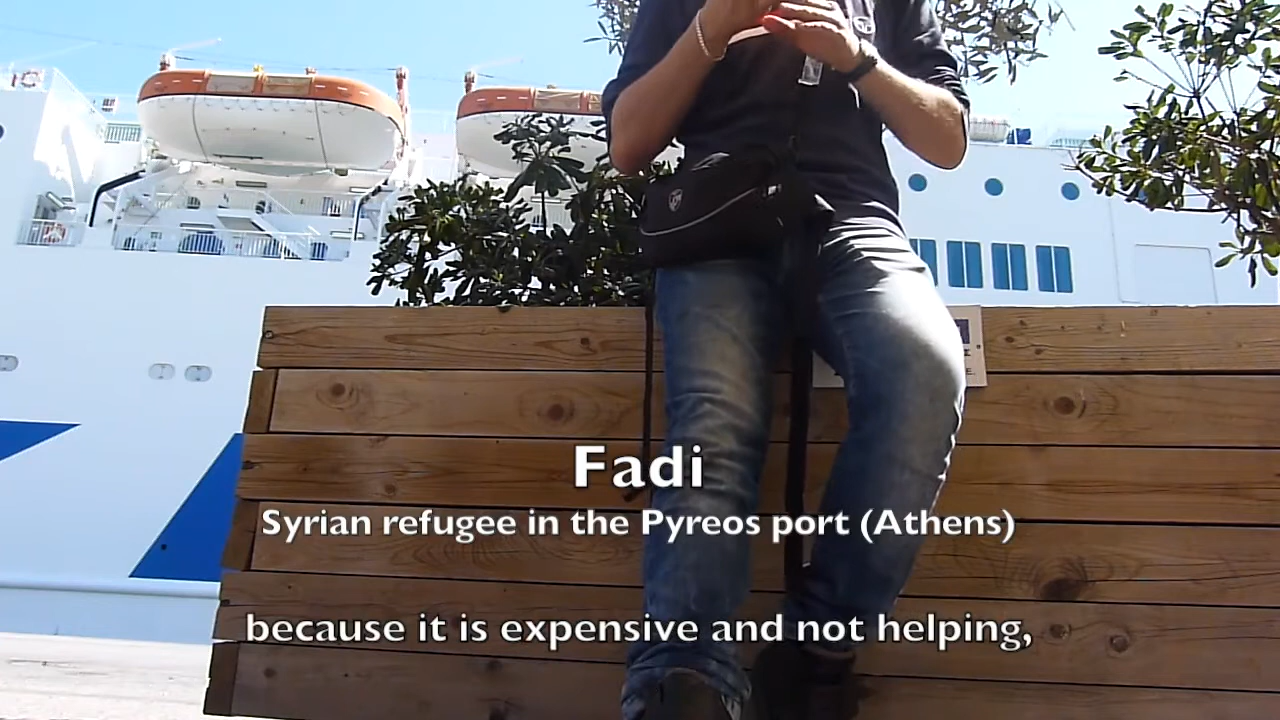 Fadi
Syrian refugee in the Pyreos port (Athens)
because it is expensive and not helping,